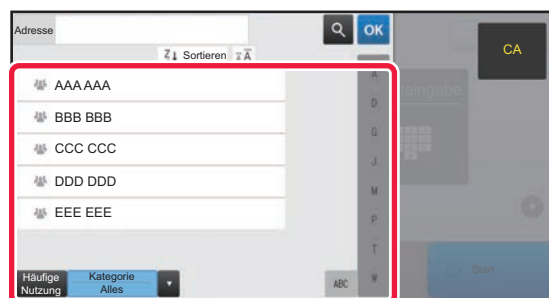 Adresse
OK
CA
Sortieren
A
D
G
J
M
P
T
W
AAA AAA
BBB BBB
CCC CCC
DDD DDD
EEE EEE
Häufige
Nutzung
Kategorie
Alles
ABC
teingabe
Start